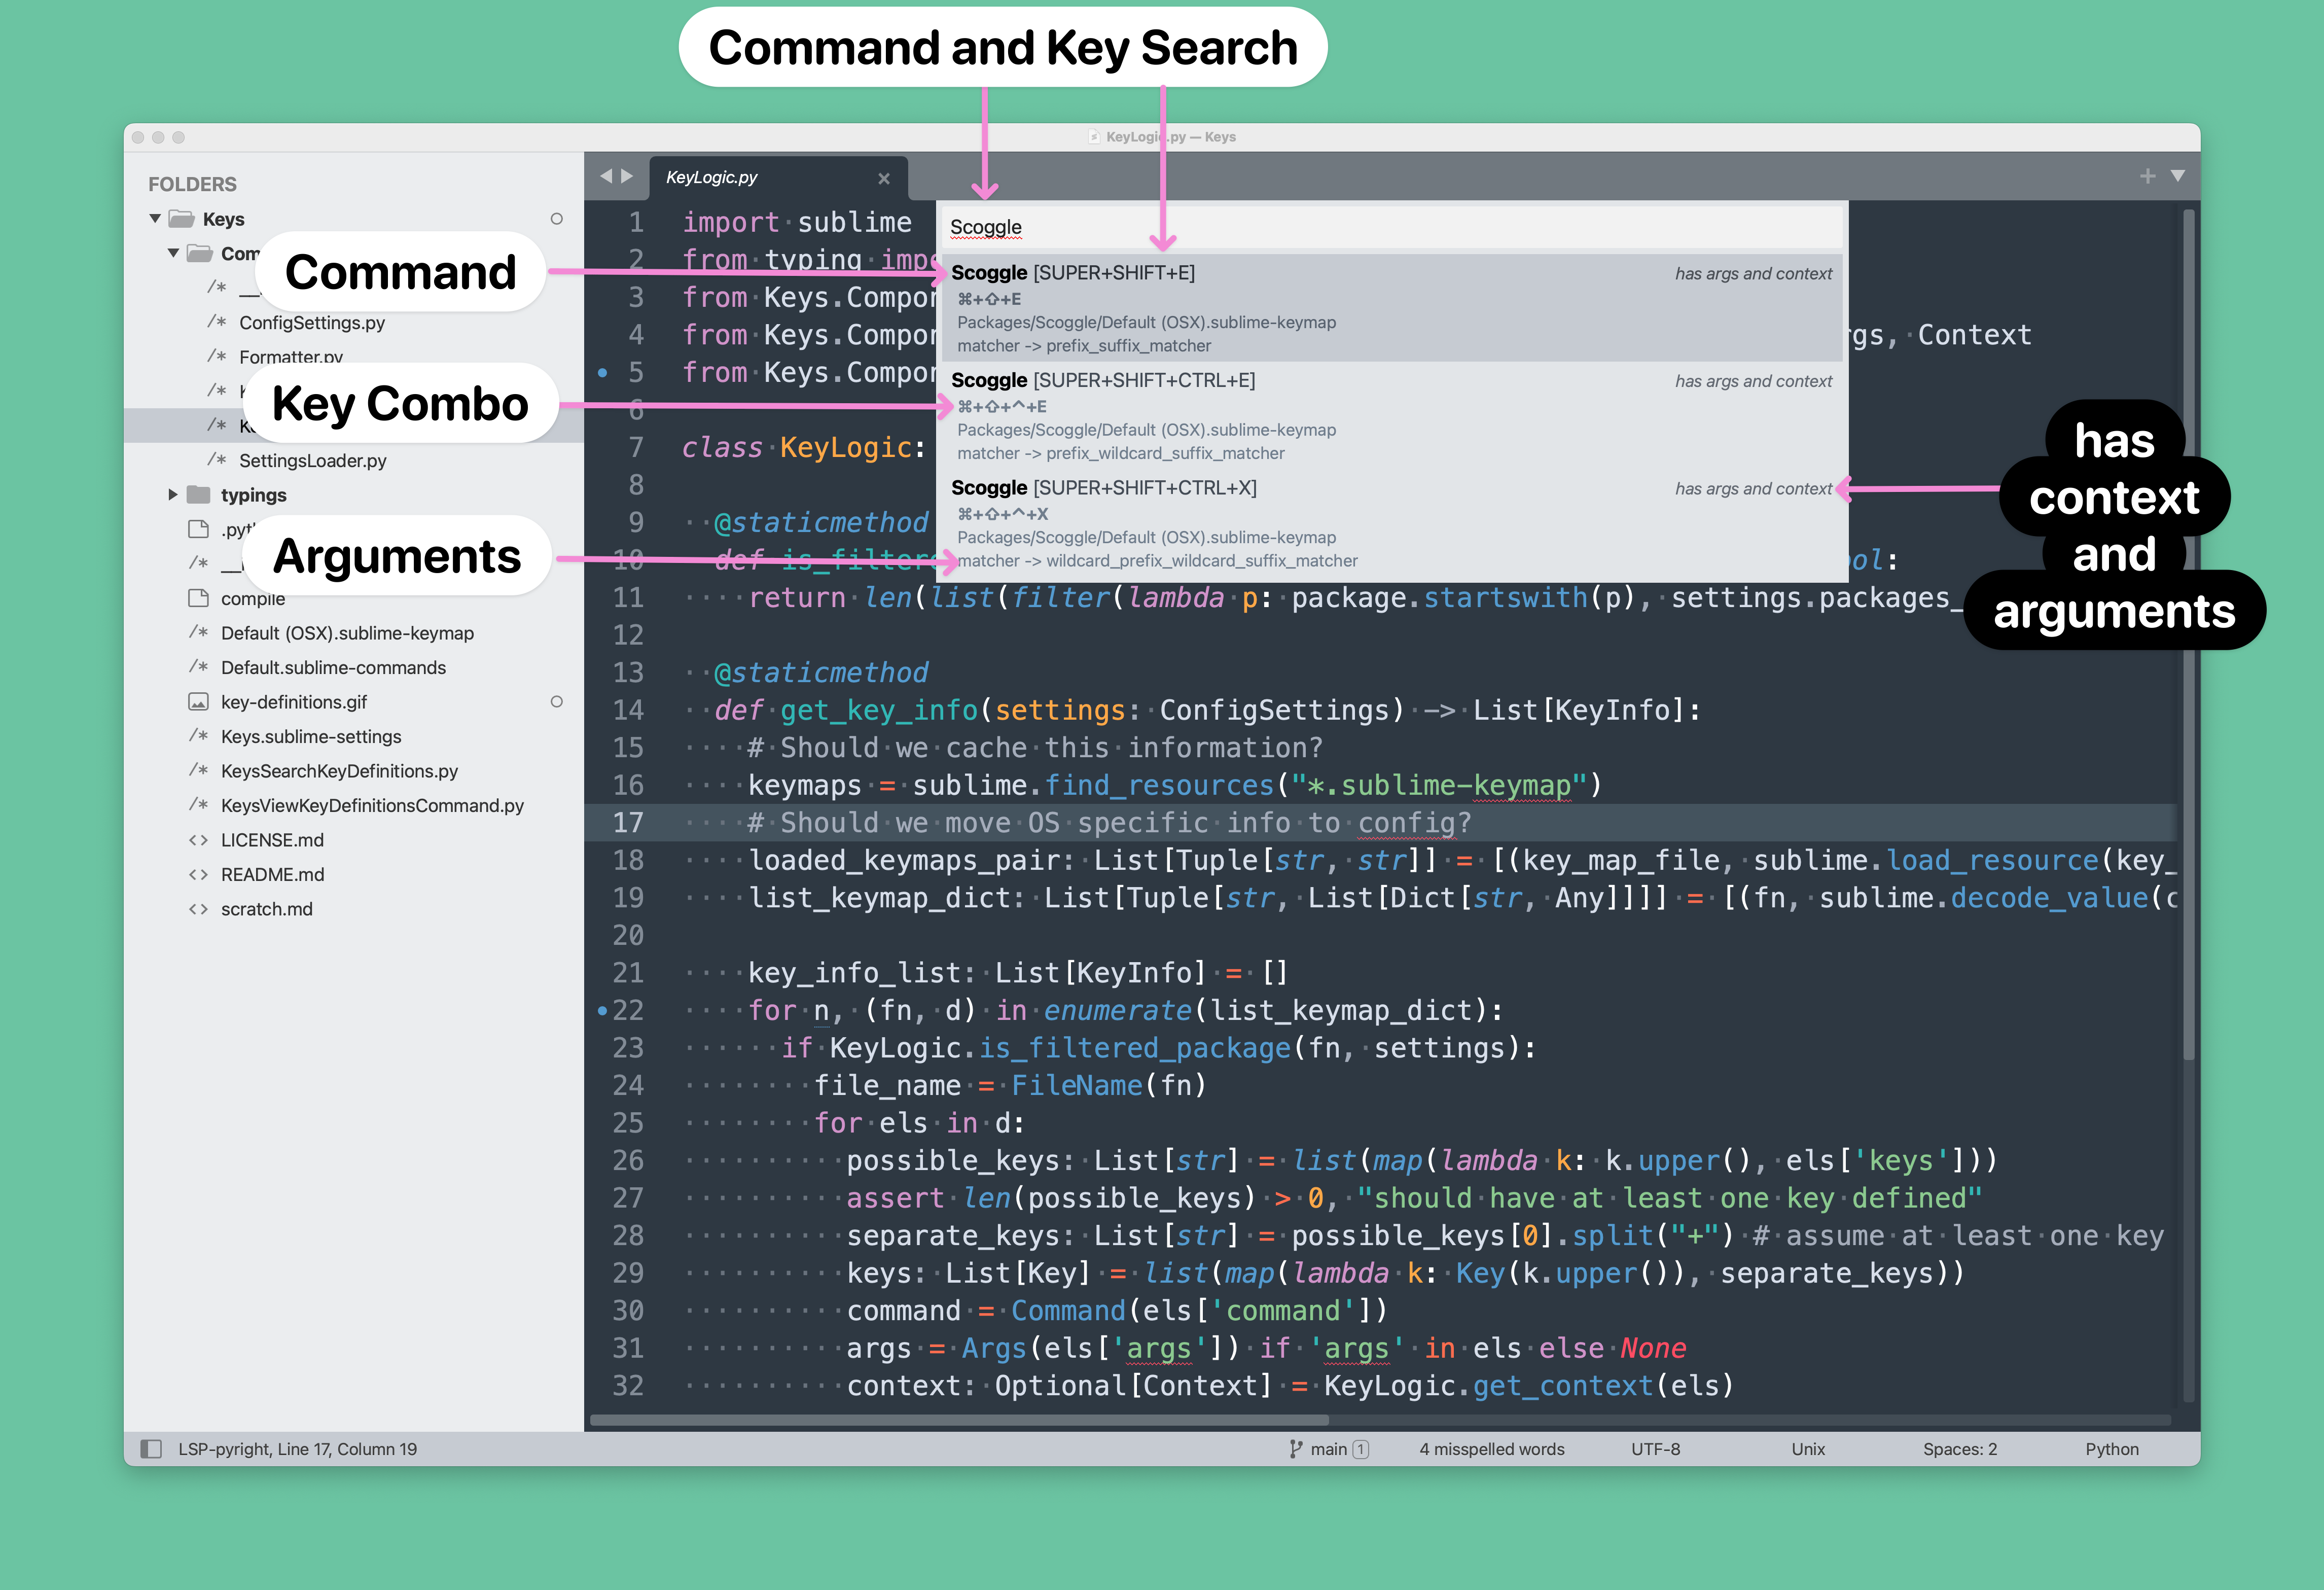 Command and Key Search
KeyLogic.py — Keys
FOLDERS
Keys
Com
__
ConfigSettings.py
Formatter.py
SettingsLoader.py
typings
compile
Default (OSX).sublime-keymap
Default.sublime-commands
key-definitions.gif
Keys.sublime-settings
KeysSearchKeyDefinitions.py
KeysViewKeyDefinitionsCommand.py
LICENSE.md
README.md
scratch.md
Command
Key Combo
Arguments
KeyLogic.py
Scoggle
Scoggle [SUPER+SHIFT+E] has args and context
⌘+⇧+E
Packages/Scoggle/Default (OSX).sublime-keymap
matcher -> prefix_suffix_matcher
Scoggle [SUPER+SHIFT+CTRL+E] has args and context
⌘+⇧+^+E
Packages/Scoggle/Default (OSX).sublime-keymap
matcher -> prefix_wildcard_suffix_matcher
Scoggle [SUPER+SHIFT+CTRL+X] has args and context
⌘+⇧+^+X
Packages/Scoggle/Default (OSX).sublime-keymap
matcher -> wildcard_prefix_wildcard_suffix_matcher
has
context
and
arguments
1 import sublime
2 from typing impo
3 from Keys.Compon
4 from Keys.Compon gs, Context
5 from Keys.Compon
6
7 class KeyLogic:
8
9 @staticmethod
10 def is_filtere ol:
11 return len(list(filter(lambda p: package.startswith(p), settings.packages_
12
13 @staticmethod
14 def get_key_info(settings: ConfigSettings) -> List[KeyInfo]:
15 # Should we cache this information?
16 keymaps = sublime.find_resources("*.sublime-keymap")
17 # Should we move OS specific info to config?
18 loaded_keymaps_pair: List[Tuple[str, str]] = [(key_map_file, sublime.load_resource(key_
19 list_keymap_dict: List[Tuple[str, List[Dict[str, Any]]]] = [(fn, sublime.decode_value(c
20
21 key_info_list: List[KeyInfo] = []
22 for n, (fn, d) in enumerate(list_keymap_dict):
23 if KeyLogic.is_filtered_package(fn, settings):
24 file_name = FileName(fn)
25 for els in d:
26 possible_keys: List[str] = list(map(lambda k: k.upper(), els['keys']))
27 assert len(possible_keys) > 0, "should have at least one key defined"
28 separate_keys: List[str] = possible_keys[0].split("+") # assume at least one key
29 keys: List[Key] = list(map(lambda k: Key(k.upper()), separate_keys))
30 command = Command(els['command'])
31 args = Args(els['args']) if 'args' in els else None
32 context: Optional[Context] = KeyLogic.get_context(els)
LSP-pyright, Line 17, Column 19 main 1 4 misspelled words UTF-8 Unix Spaces: 2 Python